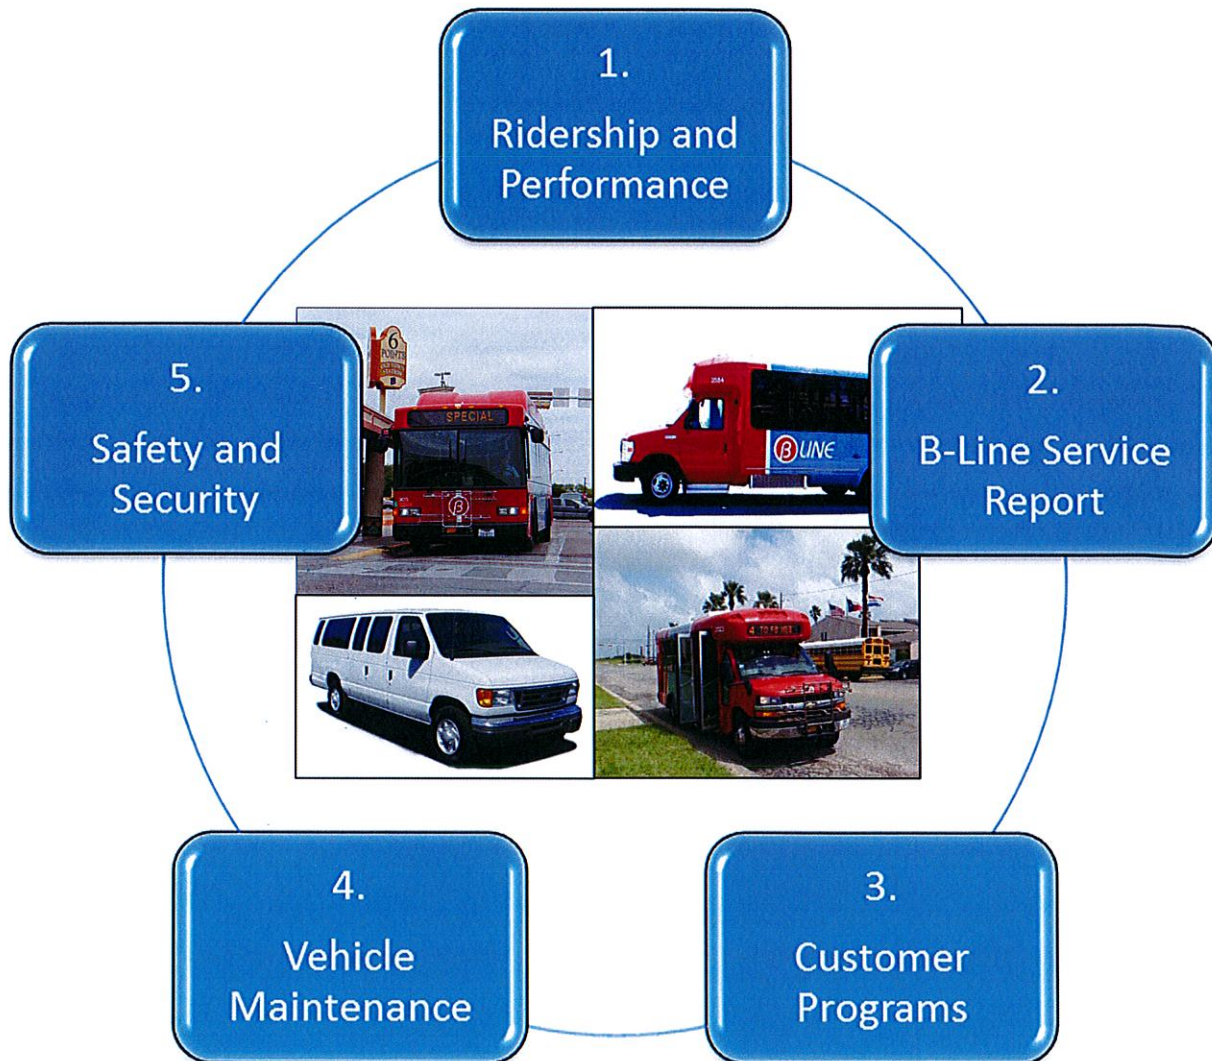 1.
Ridership and
Performance
5.
Safety and
Security
2.
B-Line Service
Report
6
POINTS
SPECIAL
β
β LINE
4.
Vehicle
Maintenance
3.
Customer
Programs